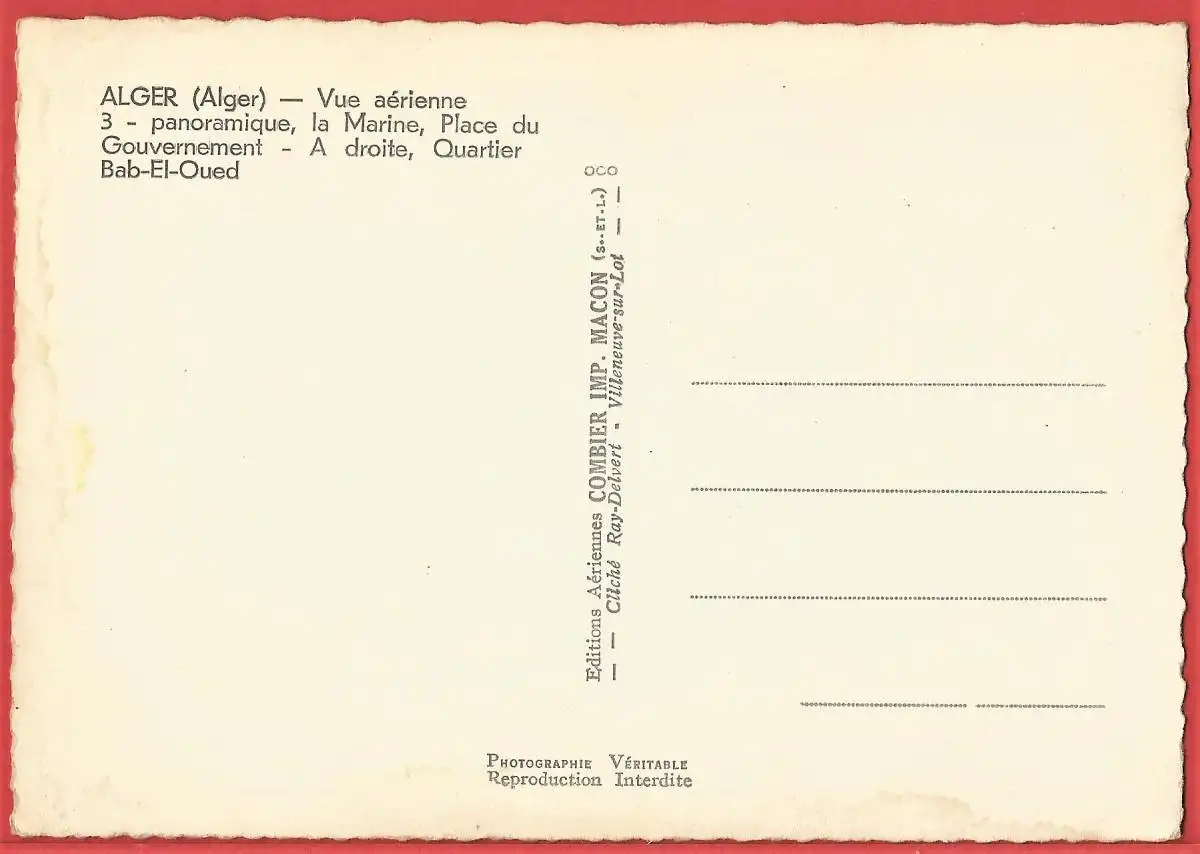 ALGER (Alger) — Vue aérienne
3 - panoramique, la Marine, Place du
Gouvernement - A droite, Quartier
Bab-El-Oued
Editions Aériennes COMBIER IMP. MACON (S.-ET-L.) OCO
— — Cliché Ray-Delvert - Villeneuve-sur-Lot — —
PHOTOGRAPHIE VÉRITABLE
Reproduction Interdite